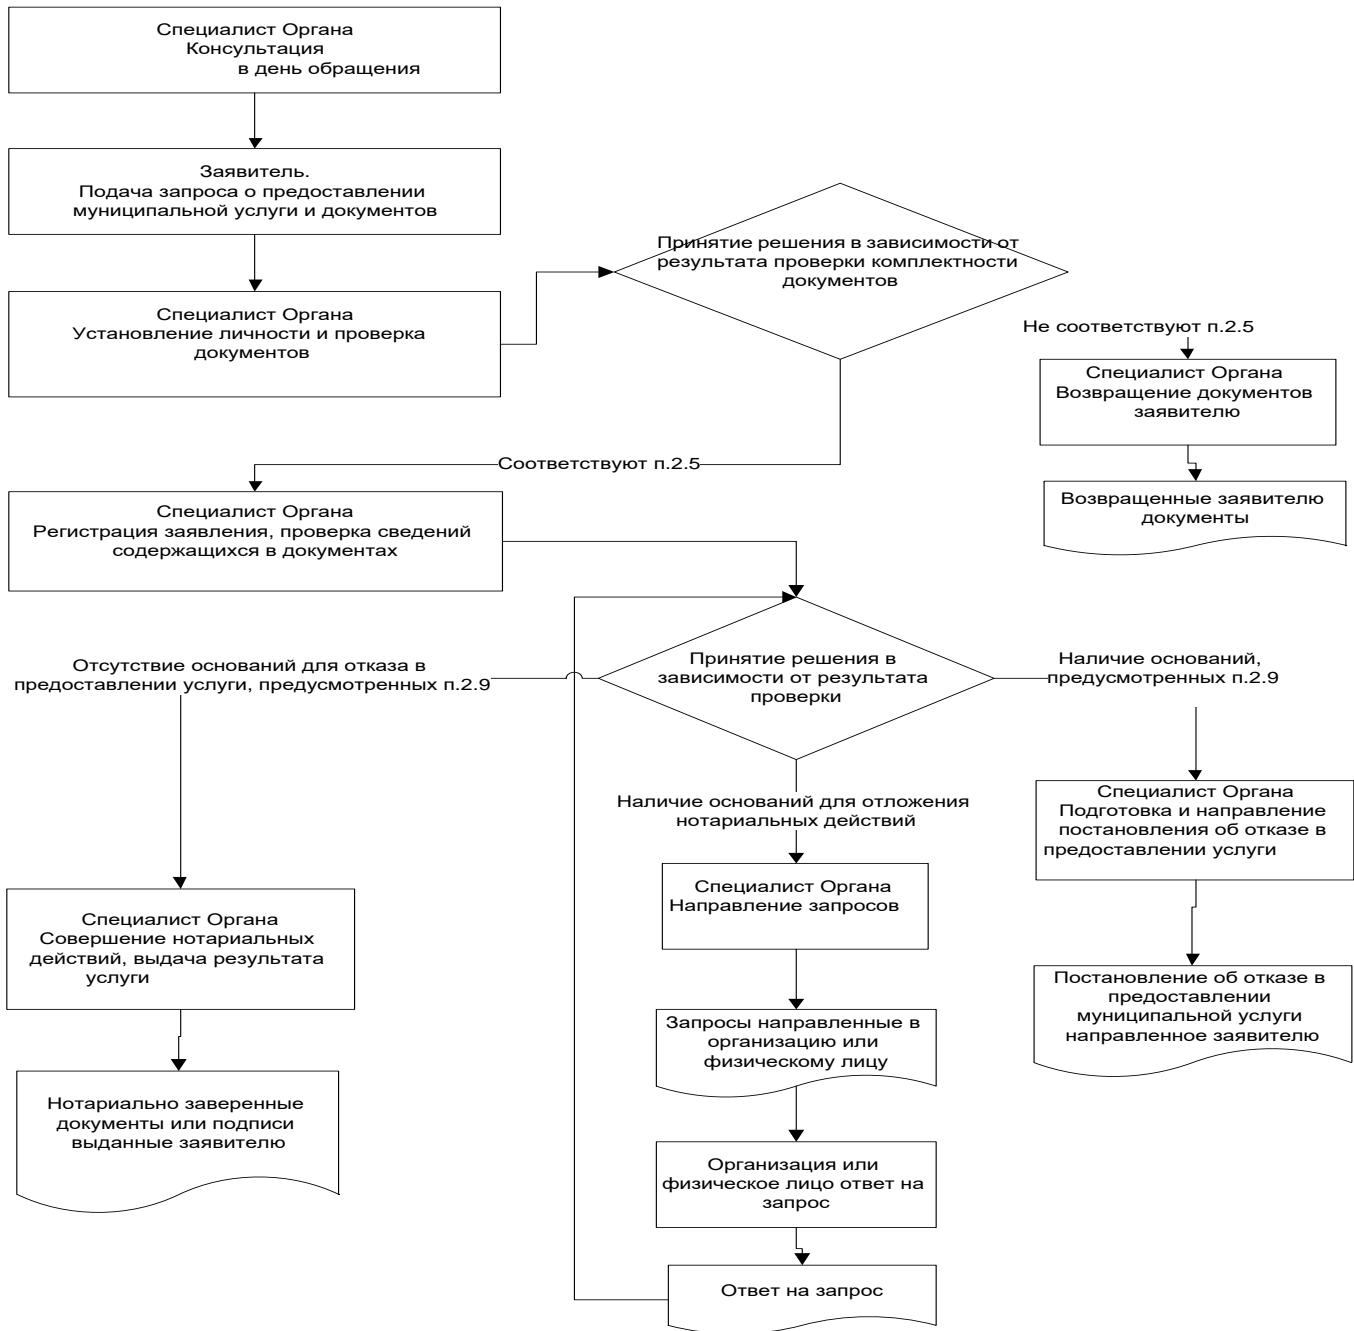 Специалист Органа
Консультация
в день обращения
Заявитель.
Подача запроса о предоставлении
муниципальной услуги и документов
Специалист Органа
Установление личности и проверка
документов
Принятие решения в зависимости от
результата проверки комплектности
документов
Не соответствуют п.2.5
Специалист Органа
Возвращение документов
заявителю
Возвращенные заявителю
документы
Соответствуют п.2.5
Специалист Органа
Регистрация заявления, проверка сведений
содержащихся в документах
Принятие решения в
зависимости от результата
проверки
Отсутствие оснований для отказа в
предоставлении услуги, предусмотренных п.2.9
Наличие оснований,
предусмотренных п.2.9
Наличие оснований для отложения
нотариальных действий
Специалист Органа
Подготовка и направление
постановления об отказе в
предоставлении услуги
Специалист Органа
Направление запросов
Специалист Органа
Совершение нотариальных
действий, выдача результата
услуги
Постановление об отказе в
предоставлении
муниципальной услуги
направленное заявителю
Запросы направленные в
организацию или
физическому лицу
Нотариально заверенные
документы или подписи
выданные заявителю
Организация или
физическое лицо ответ на
запрос
Ответ на запрос